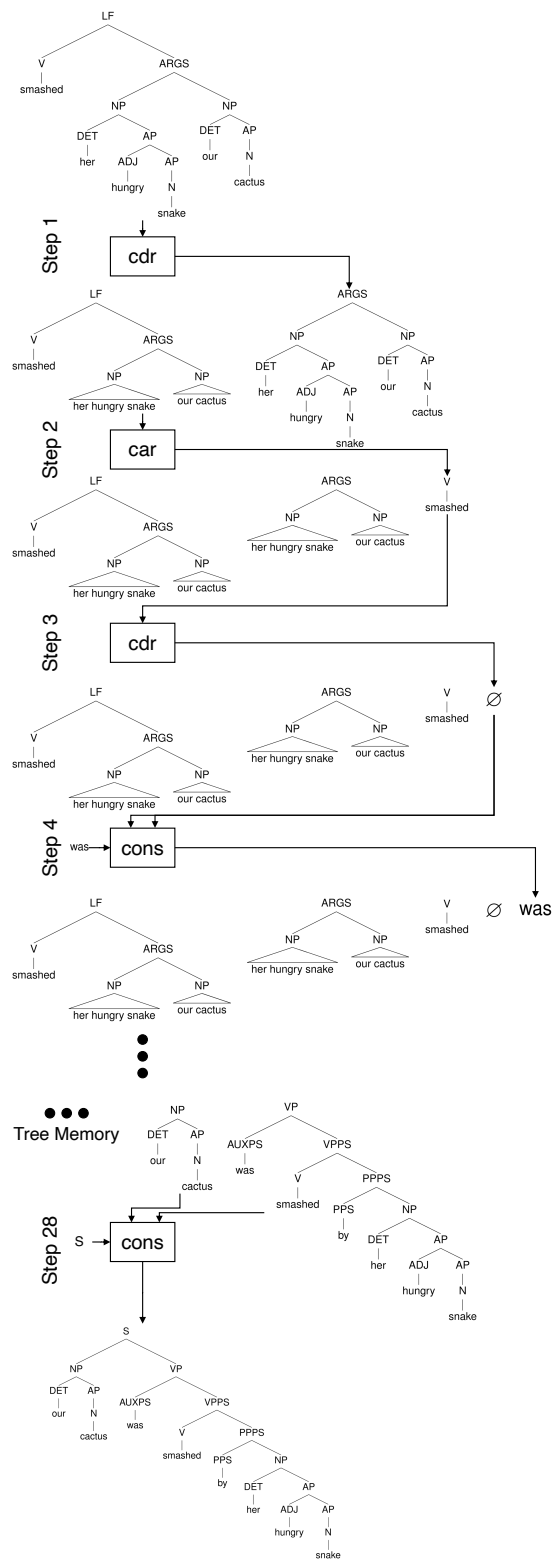 LF
V ARGS
smashed
NP NP
DET AP DET AP
her ADJ AP our N
hungry N cactus
snake
Step 1
cdr
LF ARGS
V ARGS NP NP
smashed DET AP DET AP
NP NP her ADJ AP our N
her hungry snake our cactus hungry N cactus
snake
Step 2
car
LF ARGS V
smashed
V ARGS NP NP
smashed her hungry snake our cactus
NP NP
her hungry snake our cactus
Step 3
cdr
LF ARGS V ∅
smashed
V ARGS NP NP
smashed her hungry snake our cactus
NP NP
her hungry snake our cactus
Step 4
was cons
LF ARGS V ∅ was
smashed
V ARGS NP NP
smashed her hungry snake our cactus
NP NP
her hungry snake our cactus
Tree Memory
NP VP
DET AP AUXPS VPPS
our N was V PPPS
cactus smashed PPS NP
by DET AP
her ADJ AP
hungry N
snake
Step 28
S cons
S
NP VP
DET AP AUXPS VPPS
our N was V PPPS
cactus smashed PPS NP
by DET AP
her ADJ AP
hungry N
snake